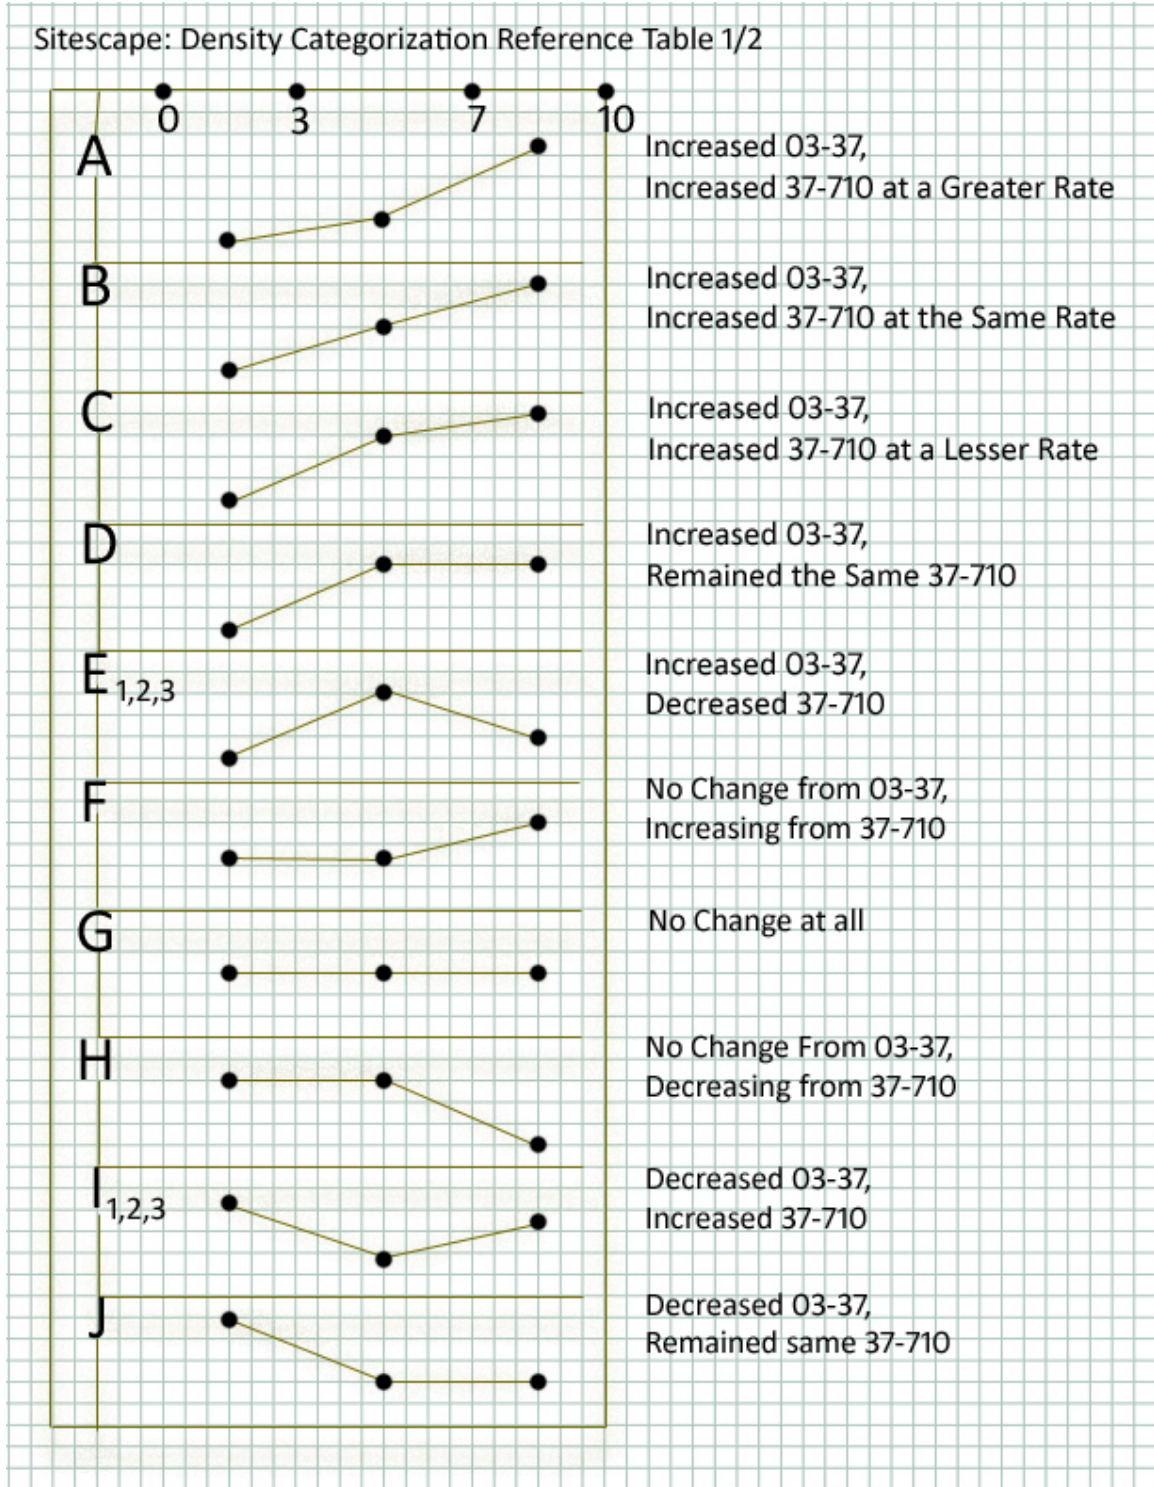 Sitescape: Density Categorization Reference Table 1/2
0 3 7 10
A
Increased 03-37,
Increased 37-710 at a Greater Rate
B
Increased 03-37,
Increased 37-710 at the Same Rate
C
Increased 03-37,
Increased 37-710 at a Lesser Rate
D
Increased 03-37,
Remained the Same 37-710
E 1,2,3
Increased 03-37,
Decreased 37-710
F
No Change from 03-37,
Increasing from 37-710
G
No Change at all
H
No Change From 03-37,
Decreasing from 37-710
I 1,2,3
Decreased 03-37,
Increased 37-710
J
Decreased 03-37,
Remained same 37-710